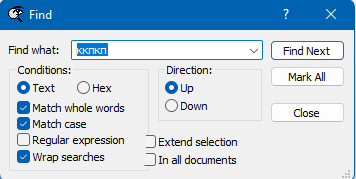 Find
?
Find what:
ккпкп
Find Next
Conditions:
Direction:
Mark All
Text
Hex
Up
Match whole words
Down
Match case
Close
Regular expression
Extend selection
Wrap searches
In all documents